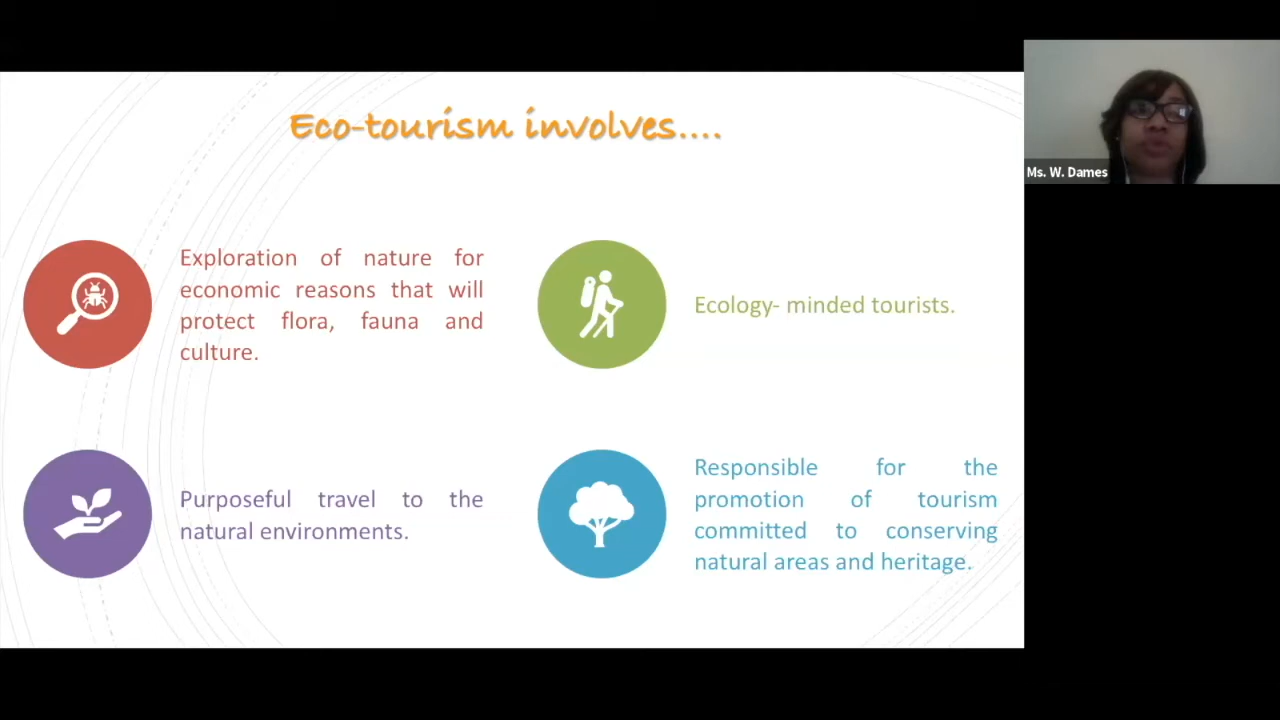 Eco-tourism involves....
Exploration of nature for
economic reasons that will
protect flora, fauna and
culture.
Ecology- minded tourists.
Purposeful travel to the
natural environments.
Responsible for the
promotion of tourism
committed to conserving
natural areas and heritage.
Ms. W. Dames